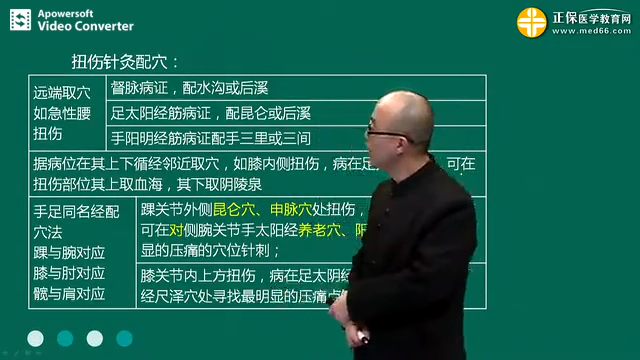 Apowersoft
Video Converter
正保医学教育网
www.med66.com
扭伤针灸配穴：
远端取穴
如急性腰
扭伤
督脉病证，配水沟或后溪
足太阳经筋病证，配昆仑或后溪
手阳明经筋病证配手三里或三间
据病位在其上下循经邻近取穴，如膝内侧扭伤，病在足 可在
扭伤部位其上取血海，其下取阴陵泉
手足同名经配
穴法
踝与腕对应
膝与肘对应
髋与肩对应
踝关节外侧昆仑穴、申脉穴处扭伤，
可在对侧腕关节手太阳经养老穴、
显的压痛的穴位针刺；
膝关节内上方扭伤，病在足太阴
经尺泽穴处寻找最明显的压痛点